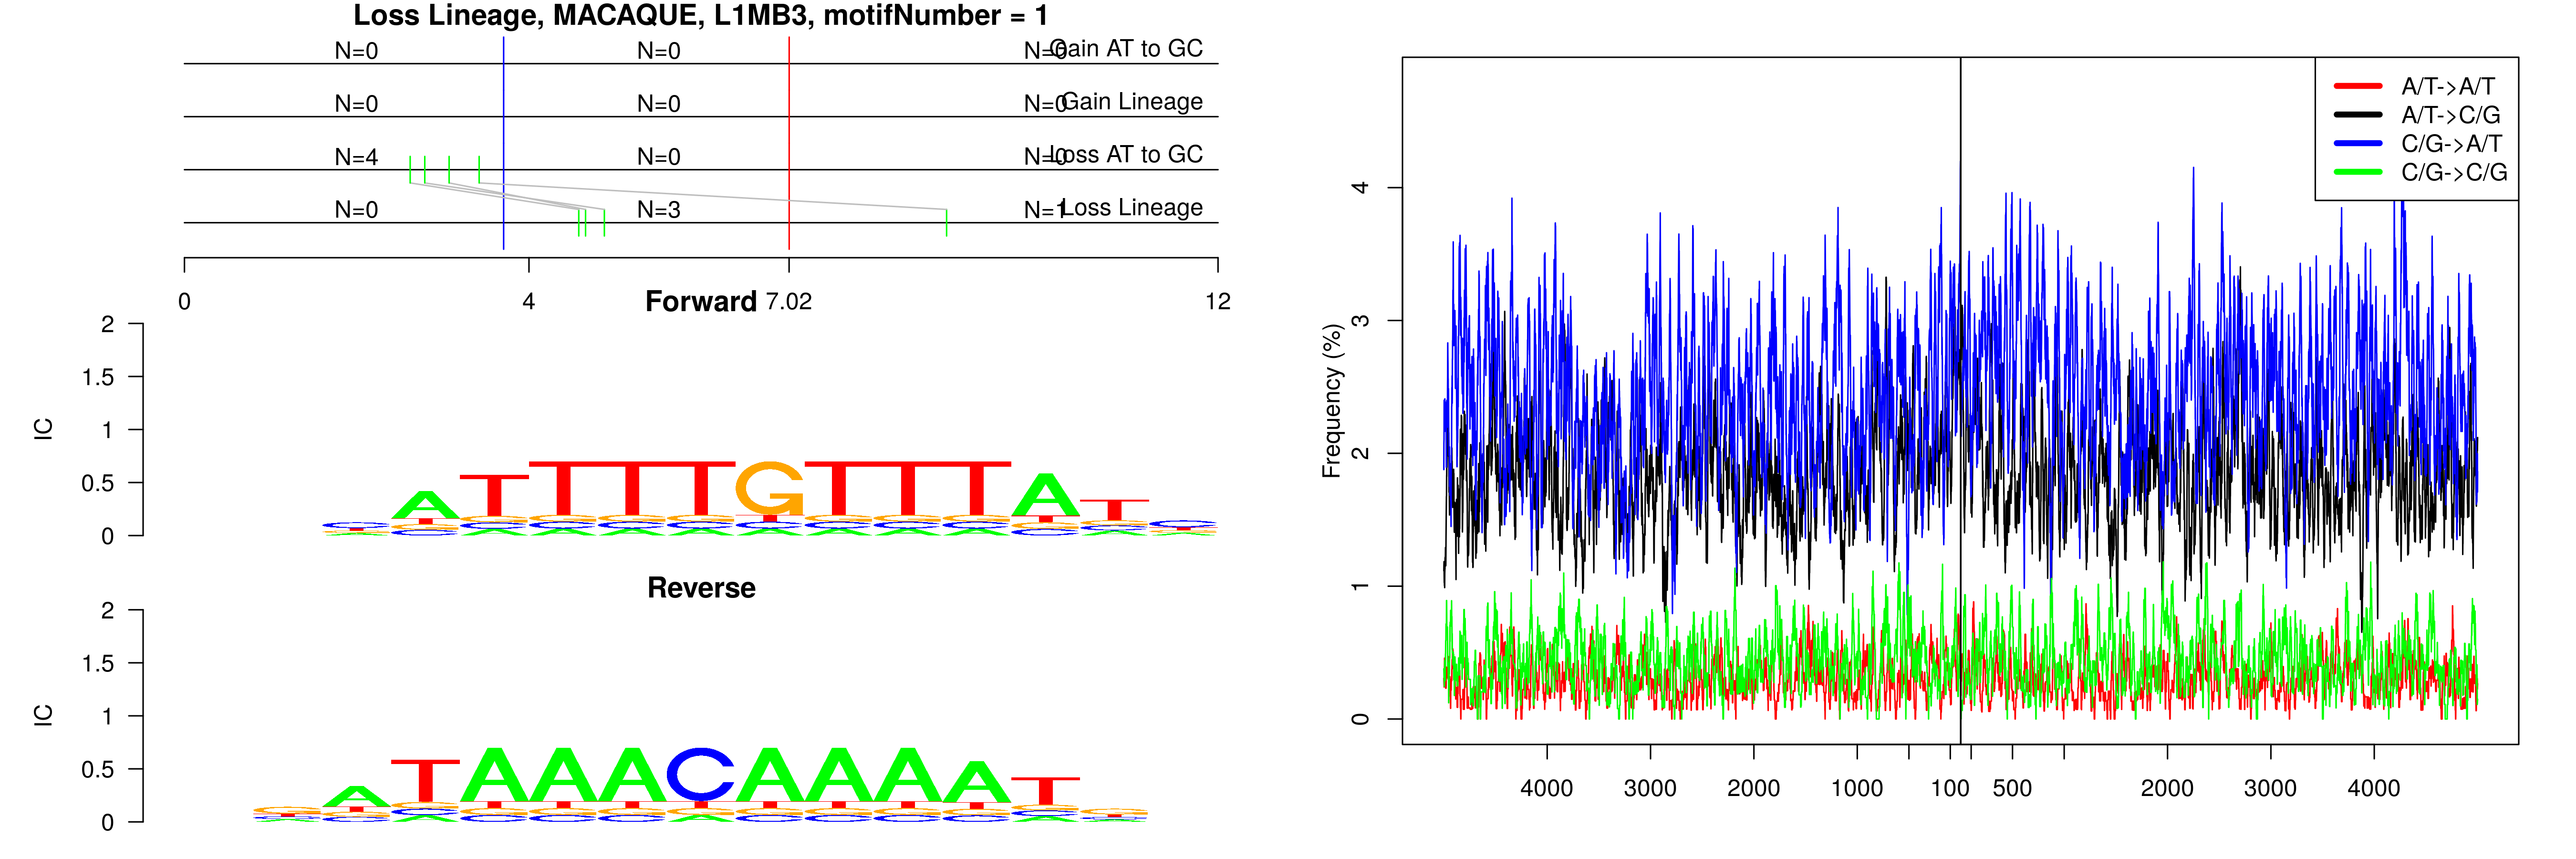 Loss Lineage, MACAQUE, L1MB3, motifNumber = 1
N=0 N=0 N=0 Gain AT to GC
N=0 N=0 N=0 Gain Lineage
N=4 N=0 N=0 Loss AT to GC
N=0 N=3 N=1 Loss Lineage
0 4 7.02 12
Forward
2
1.5
1
0.5
0
IC
ATTTTGTTTAT
Reverse
2
1.5
1
0.5
0
IC
ATAAACAAAAT
A/T->A/T
A/T->C/G
C/G->A/T
C/G->C/G
Frequency (%)
4
3
2
1
0
4000 3000 2000 1000 100 500 2000 3000 4000